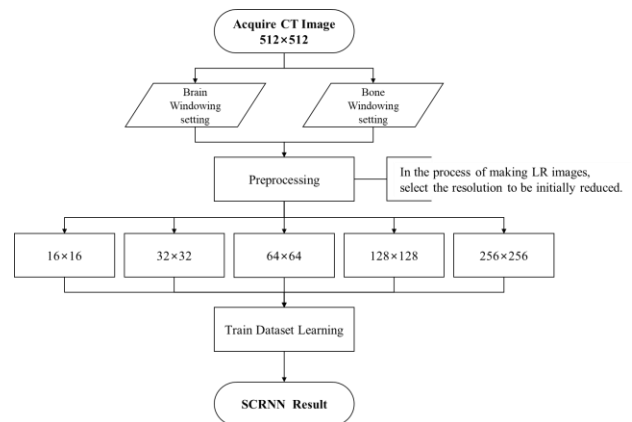 Acquire CT Image
512×512
Brain
Windowing
setting
Bone
Windowing
setting
Preprocessing
In the process of making LR images,
select the resolution to be initially reduced.
16×16
32×32
64×64
128×128
256×256
Train Dataset Learning
SCRNN Result